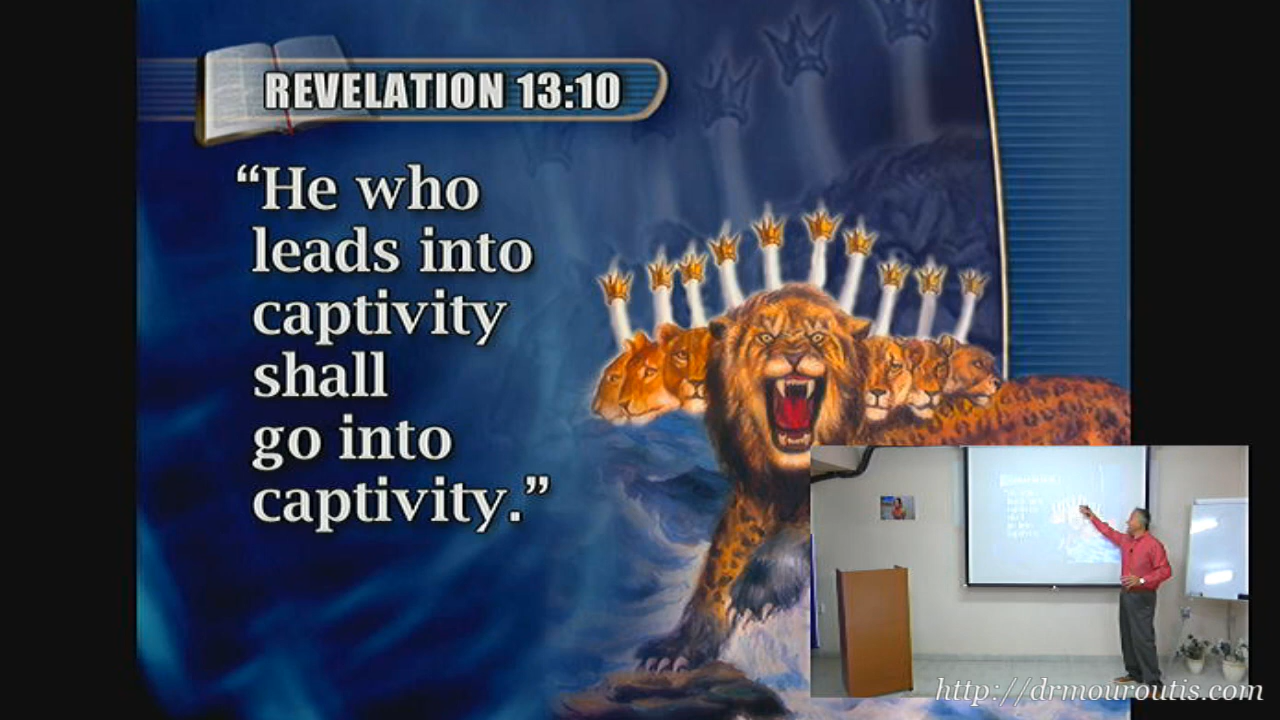 REVELATION 13:10
“He who
leads into
captivity
shall
go into
captivity.”
http://drmouroutis.com